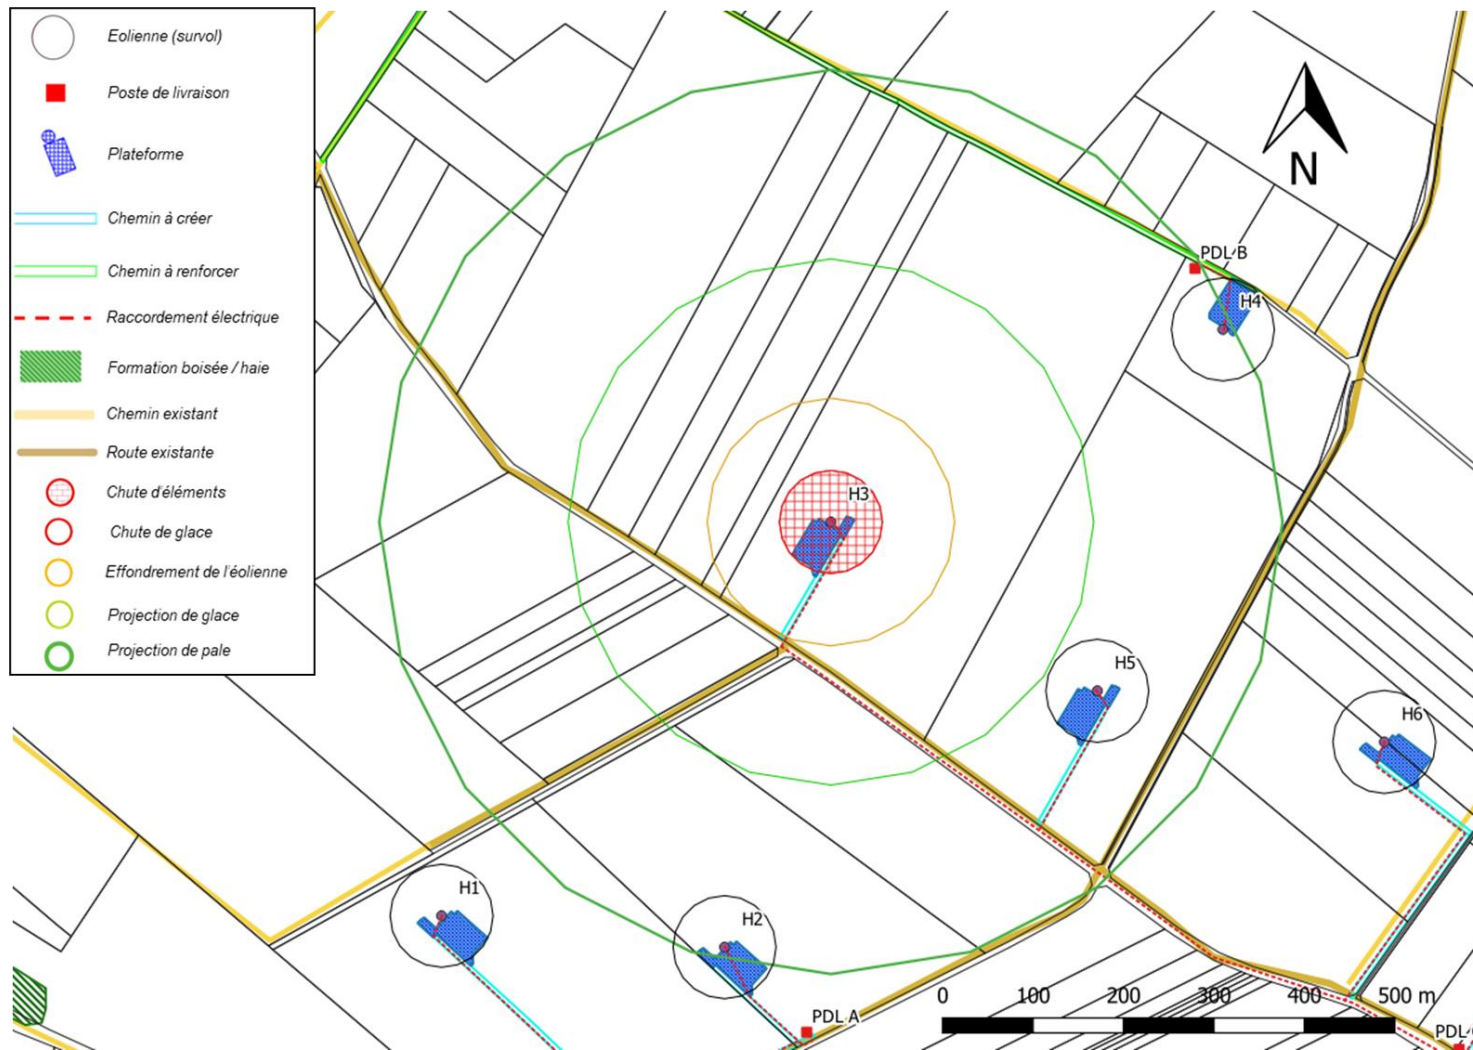 Eolienne (survol)
Poste de livraison
Plateforme
Chemin à créer
Chemin à renforcer
Raccordement électrique
Formation boisée / haie
Chemin existant
Route existante
Chute d'éléments
Chute de glace
Effondrement de l'éolienne
Projection de glace
Projection de pale
N
PDL B
H4
H3
H5
H6
H1
H2
PDL A
0 100 200 300 400 500 m
PDL